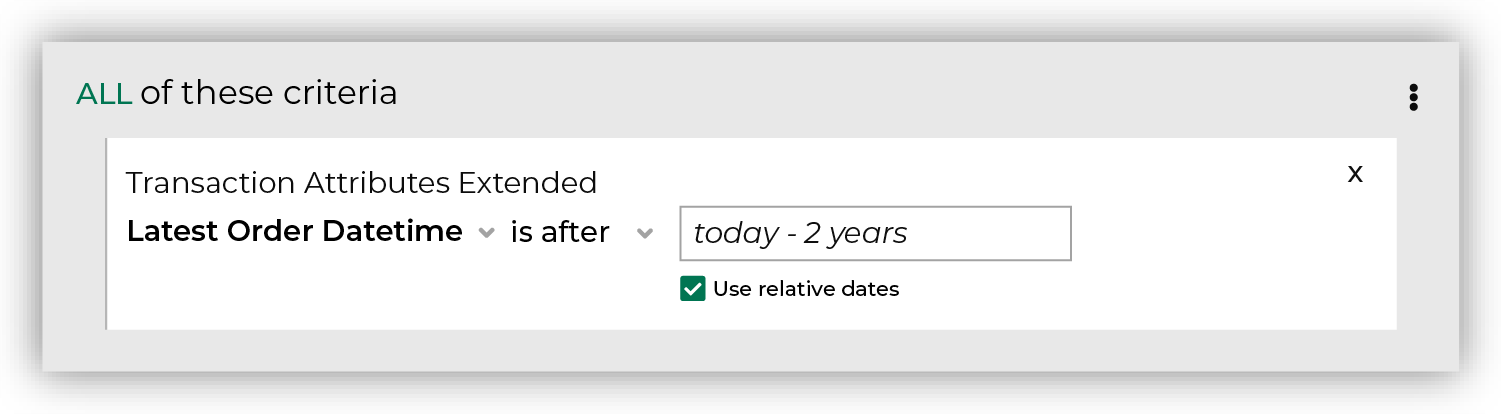 ALL of these criteria
Transaction Attributes Extended
x
Latest Order Datetime is after today - 2 years
Use relative dates